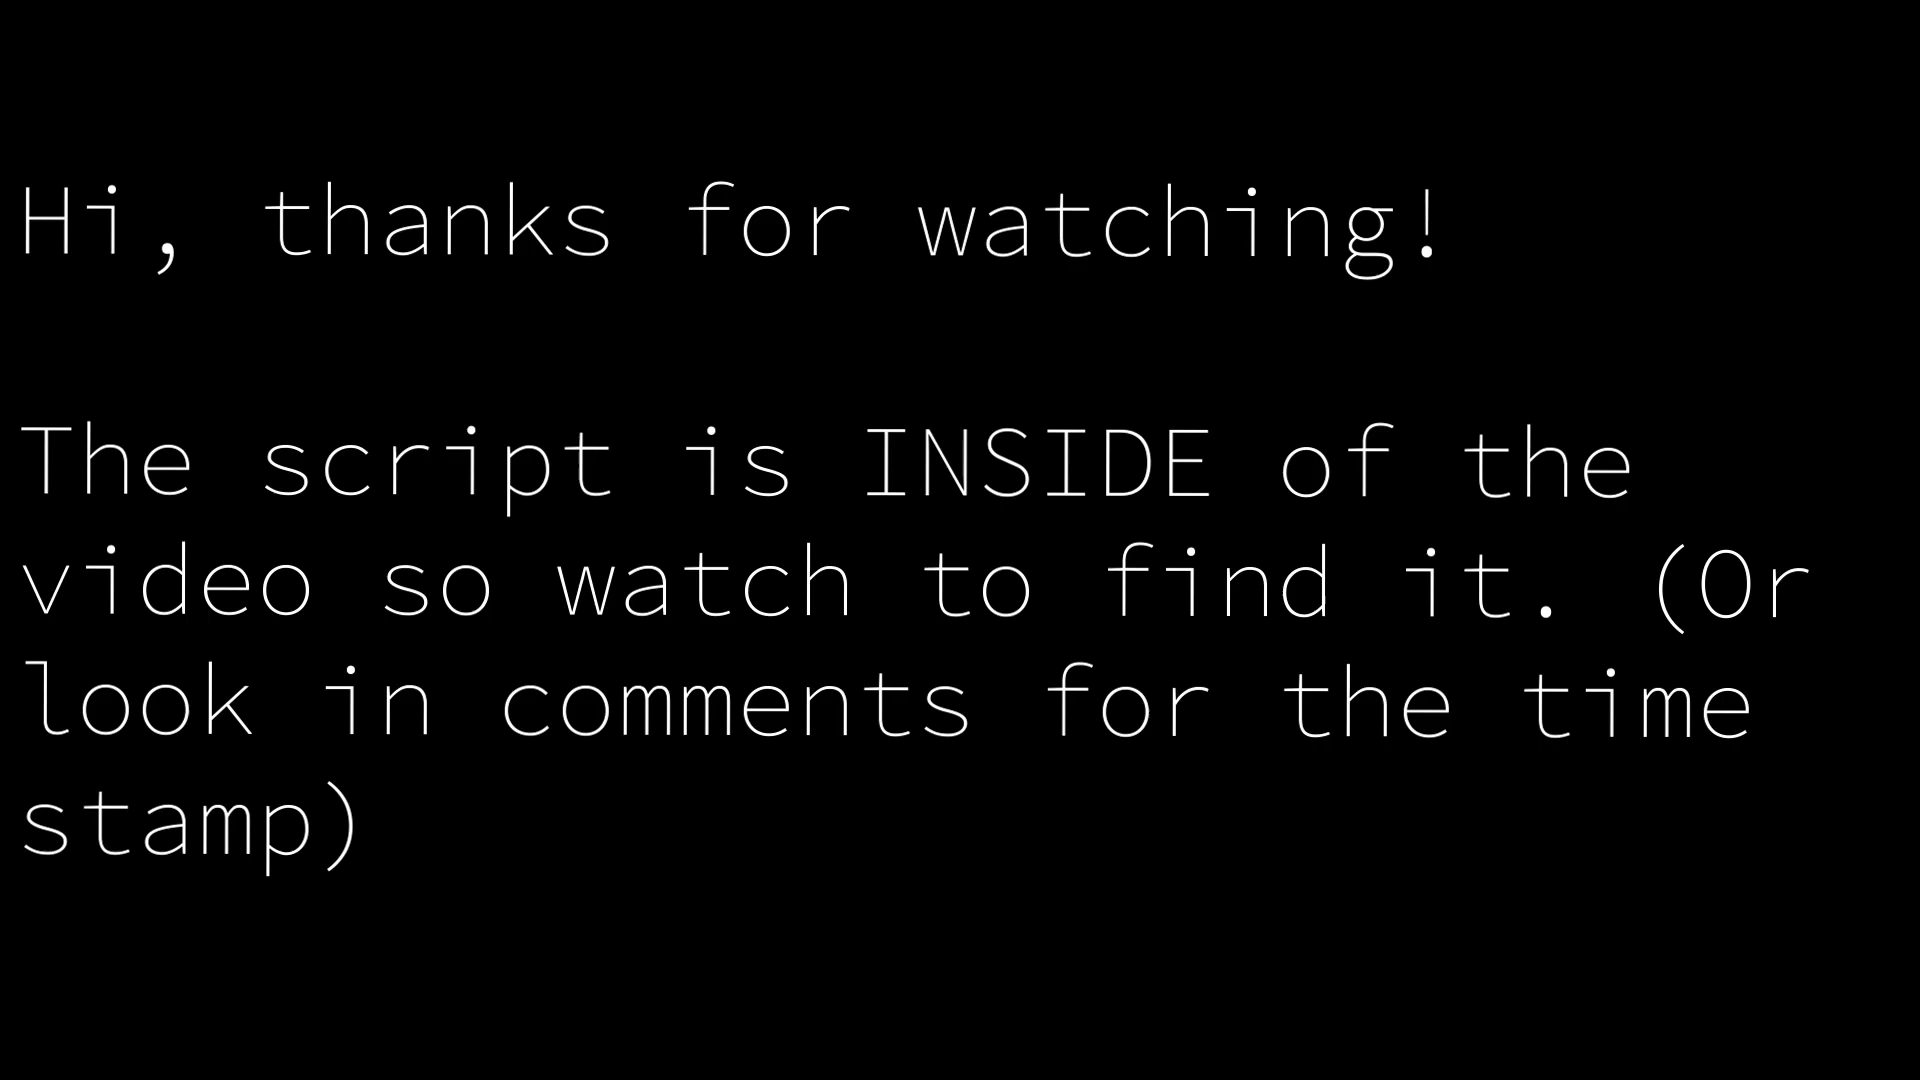 Hi, thanks for watching!
The script is INSIDE of the
video so watch to find it. (Or
look in comments for the time
stamp)